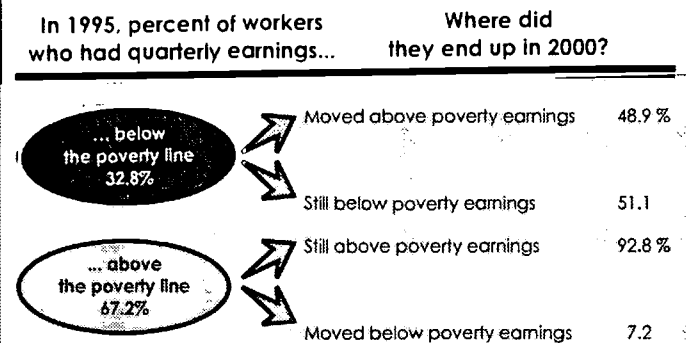 In 1995, percent of workers
who had quarterly earnings...
Where did
they end up in 2000?
... below
the poverty line
32.8%
Moved above poverty earnings 48.9 %
Still below poverty earnings 51.1
... above
the poverty line
67.2%
Still above poverty earnings 92.8 %
Moved below poverty earnings 7.2